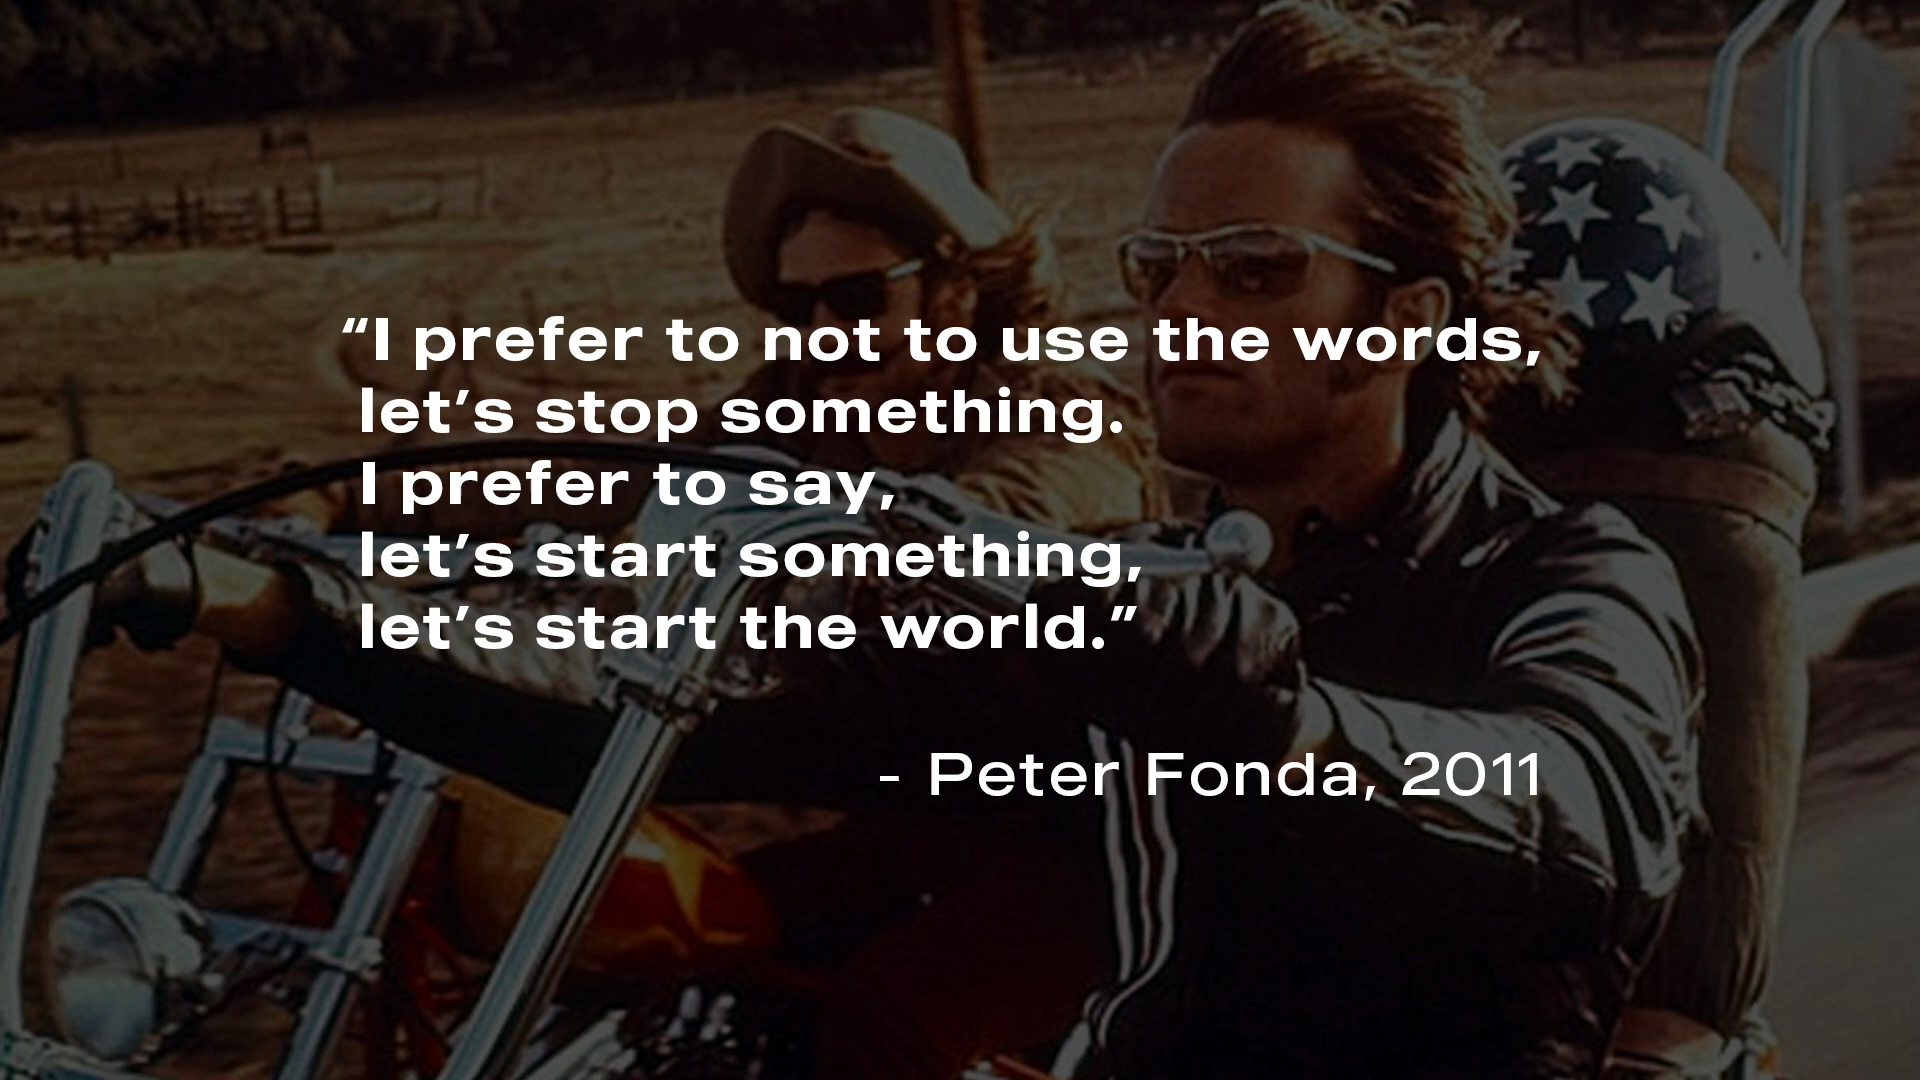 “I prefer to not to use the words,
let’s stop something.
I prefer to say,
let’s start something,
let’s start the world.”
- Peter Fonda, 2011